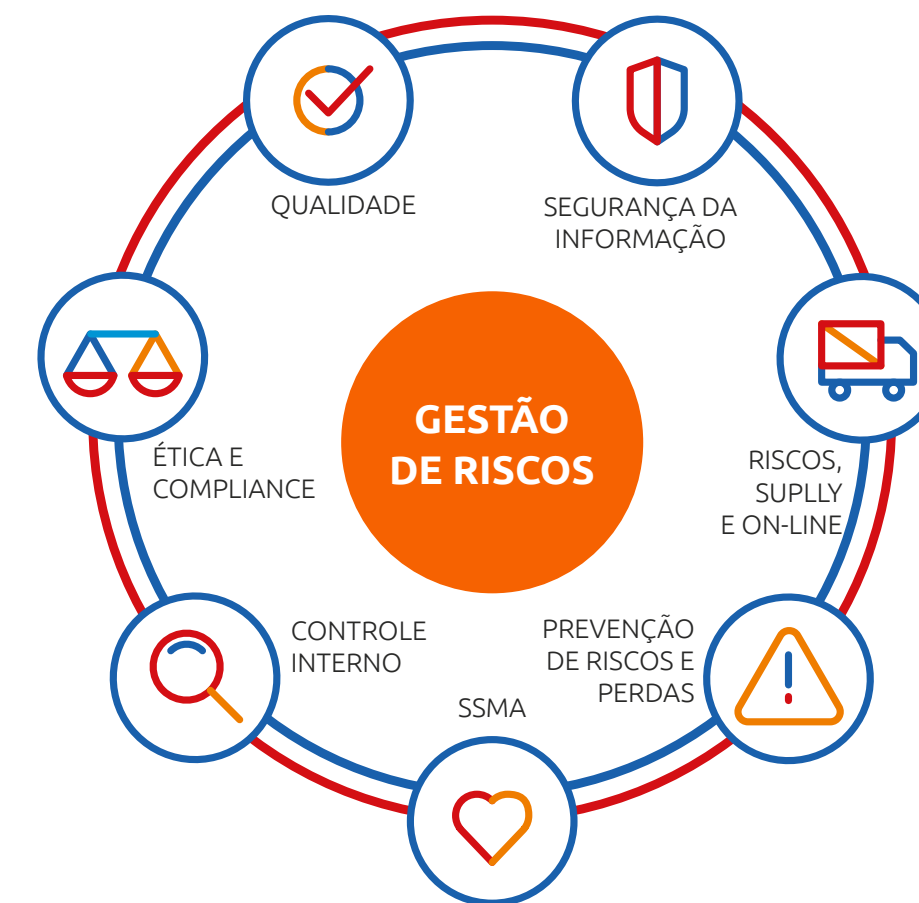 QUALIDADE
SEGURANÇA DA
INFORMAÇÃO
GESTÃO
DE RISCOS
ÉTICA E
COMPLIANCE
RISCOS,
SUPLLY
E ON-LINE
CONTROLE
INTERNO
PREVENÇÃO
DE RISCOS E
PERDAS
SSMA